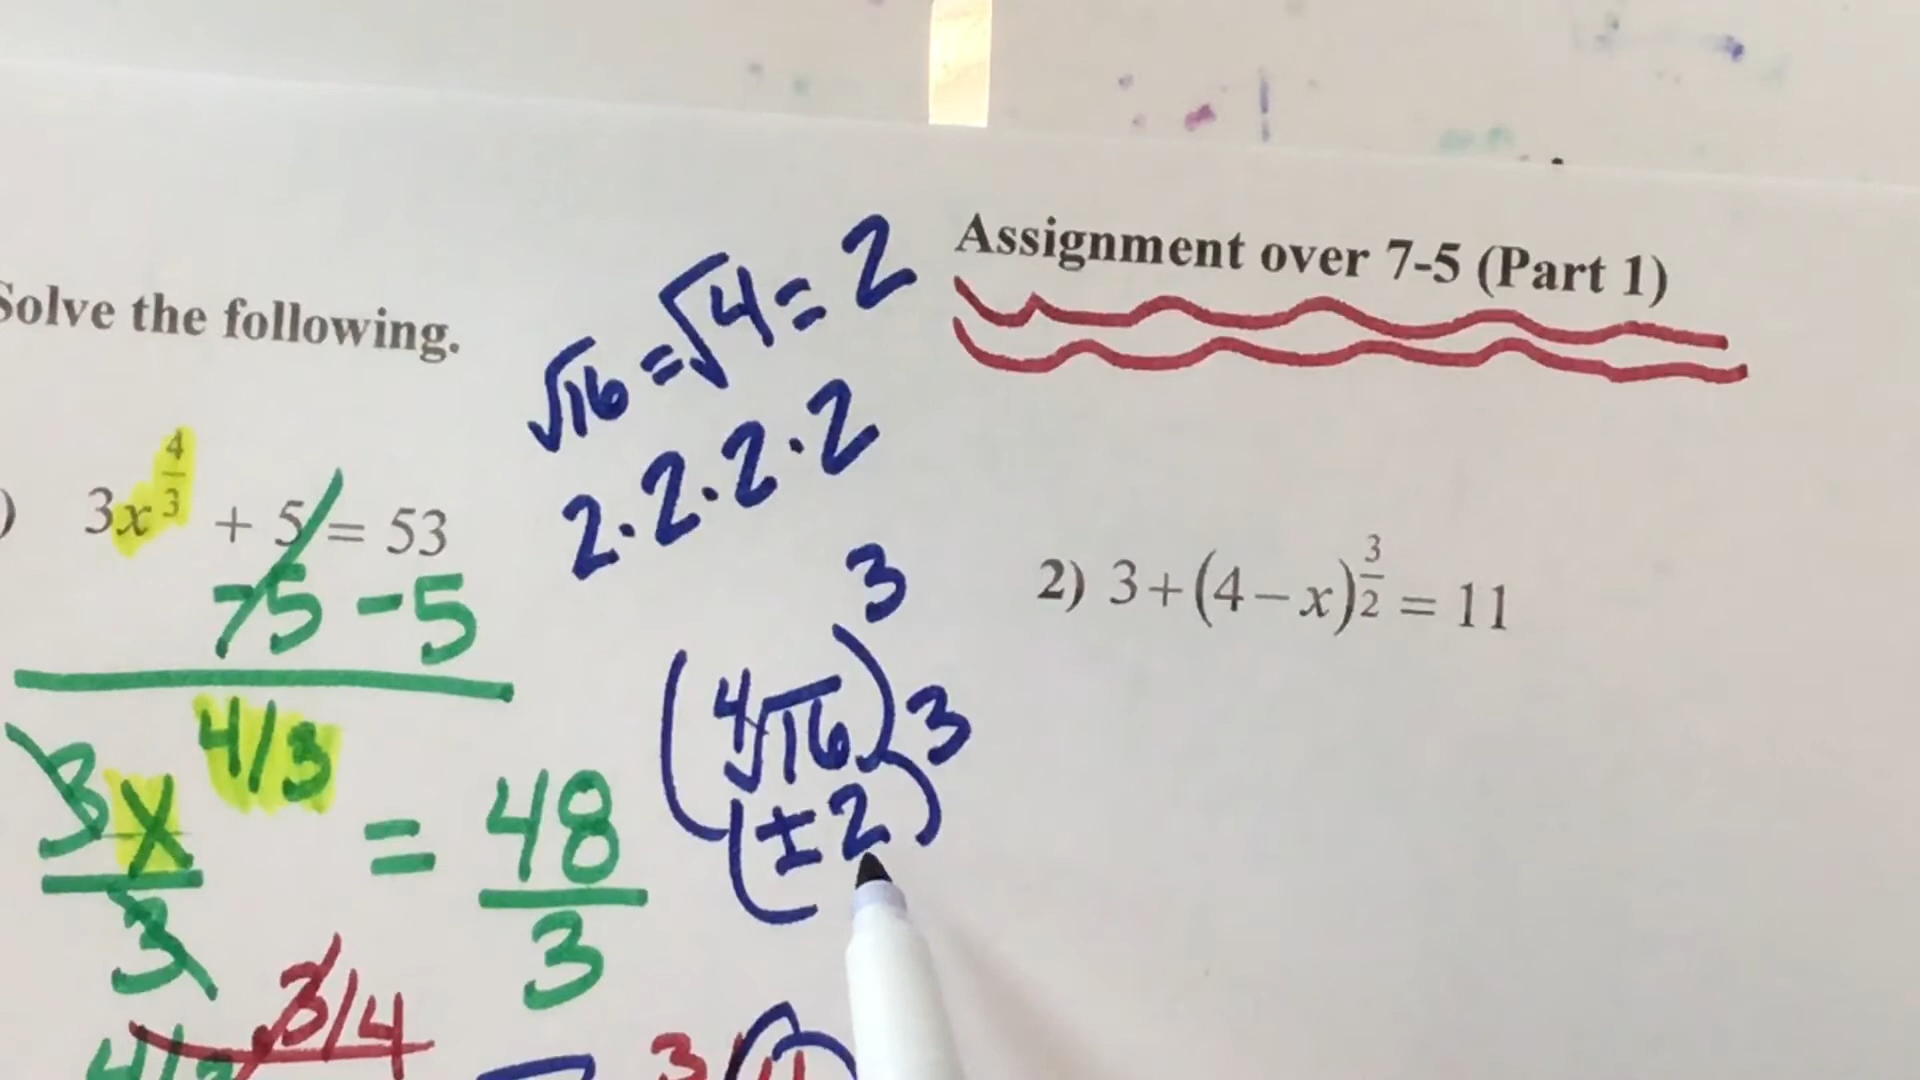 Assignment over 7-5 (Part 1)
Solve the following.
√16 = √4 = 2
2·2·2·2
) 3x^(4/3) + 5 = 53
-5 -5
3x^(4/3) = 48
3 3
3/4
(⁴√16)^3
3
(±2)^3
2) 3+(4−x)^(3/2) = 11